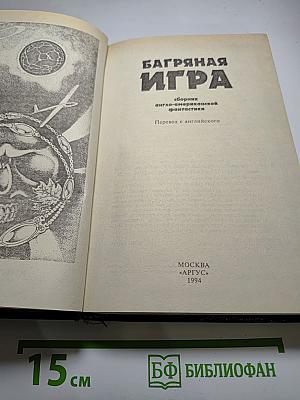 БАГРЯНАЯ
ИГРА
сборник
англо-американской
фантастики
Перевод с английского
МОСКВА
«АРГУС»
1994
15 см
БФ БИБЛИОФАН